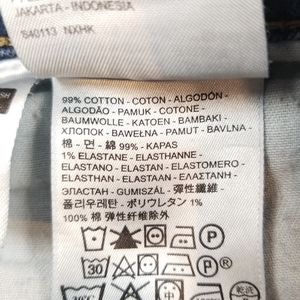 JAKARTA - INDONESIA
S40113 NXHK
99% COTTON - COTON - ALGODÓN -
ALGODÃO - PAMUK - COTONE -
BAUMWOLLE - KATOEN - BAMBAKI -
ХЛОПОК - BAWEŁNA - PAMUT - BAVLNA -
棉 - 면 - 綿 99% - KAPAS
1% ELASTANE - ELASTHANNE -
ELASTANO - ELASTAN - ELASTOMERO -
ELASTHAN - ELASTAAN - ΕΛΑΣΤΑΝΗ -
ЭЛАСТАН - GUMISZÁL - 彈性纖維 -
폴리우레탄 - ポリウレタン 1%
100% 棉 弹性纤维除外
P
30
P